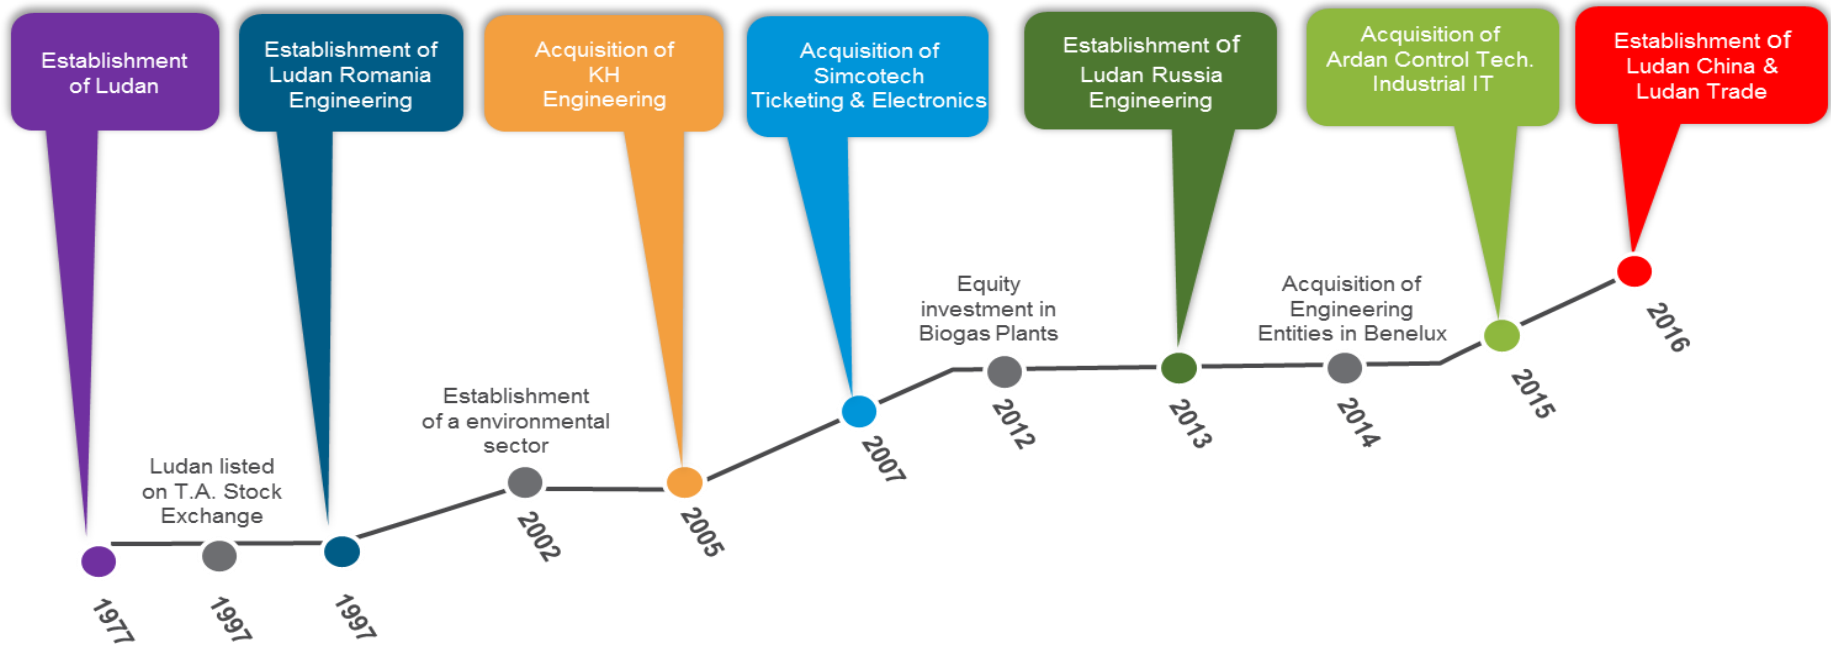 Establishment
of Ludan
Establishment of
Ludan Romania
Engineering
Acquisition of
KH
Engineering
Acquisition of
Simcotech
Ticketing & Electronics
Establishment of
Ludan Russia
Engineering
Acquisition of
Ardan Control Tech.
Industrial IT
Establishment of
Ludan China &
Ludan Trade
Ludan listed
on T.A. Stock
Exchange
Establishment
of a environmental
sector
Equity
investment in
Biogas Plants
Acquisition of
Engineering
Entities in Benelux
1977
1997
1997
2002
2005
2007
2012
2013
2014
2015
2016